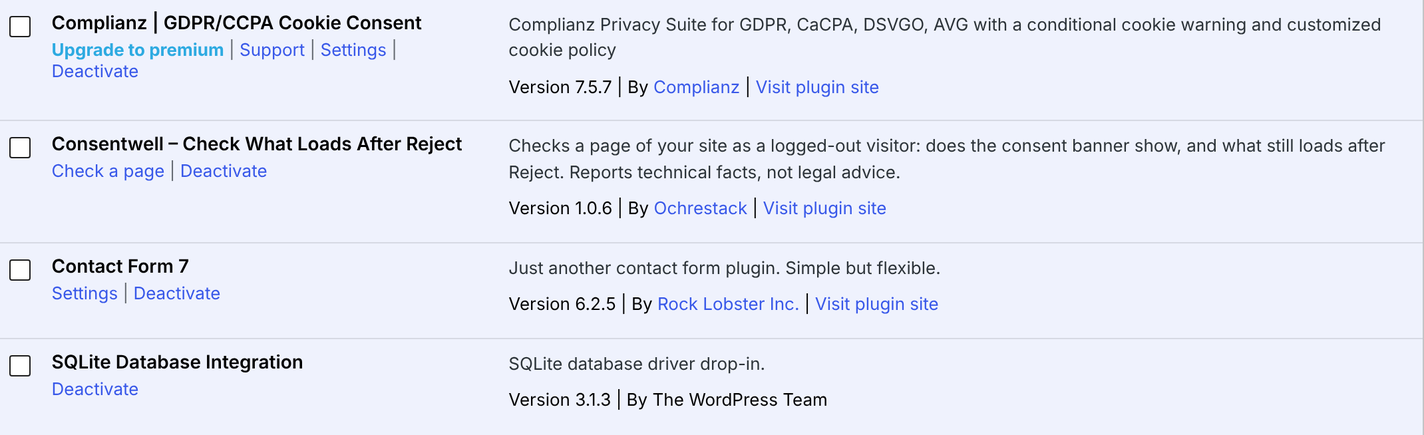 Complianz | GDPR/CCPA Cookie Consent
Upgrade to premium | Support | Settings |
Deactivate
Complianz Privacy Suite for GDPR, CaCPA, DSVGO, AVG with a conditional cookie warning and customized
cookie policy
Version 7.5.7 | By Complianz | Visit plugin site
Consentwell – Check What Loads After Reject
Check a page | Deactivate
Checks a page of your site as a logged-out visitor: does the consent banner show, and what still loads after
Reject. Reports technical facts, not legal advice.
Version 1.0.6 | By Ochrestack | Visit plugin site
Contact Form 7
Settings | Deactivate
Just another contact form plugin. Simple but flexible.
Version 6.2.5 | By Rock Lobster Inc. | Visit plugin site
SQLite Database Integration
Deactivate
SQLite database driver drop-in.
Version 3.1.3 | By The WordPress Team